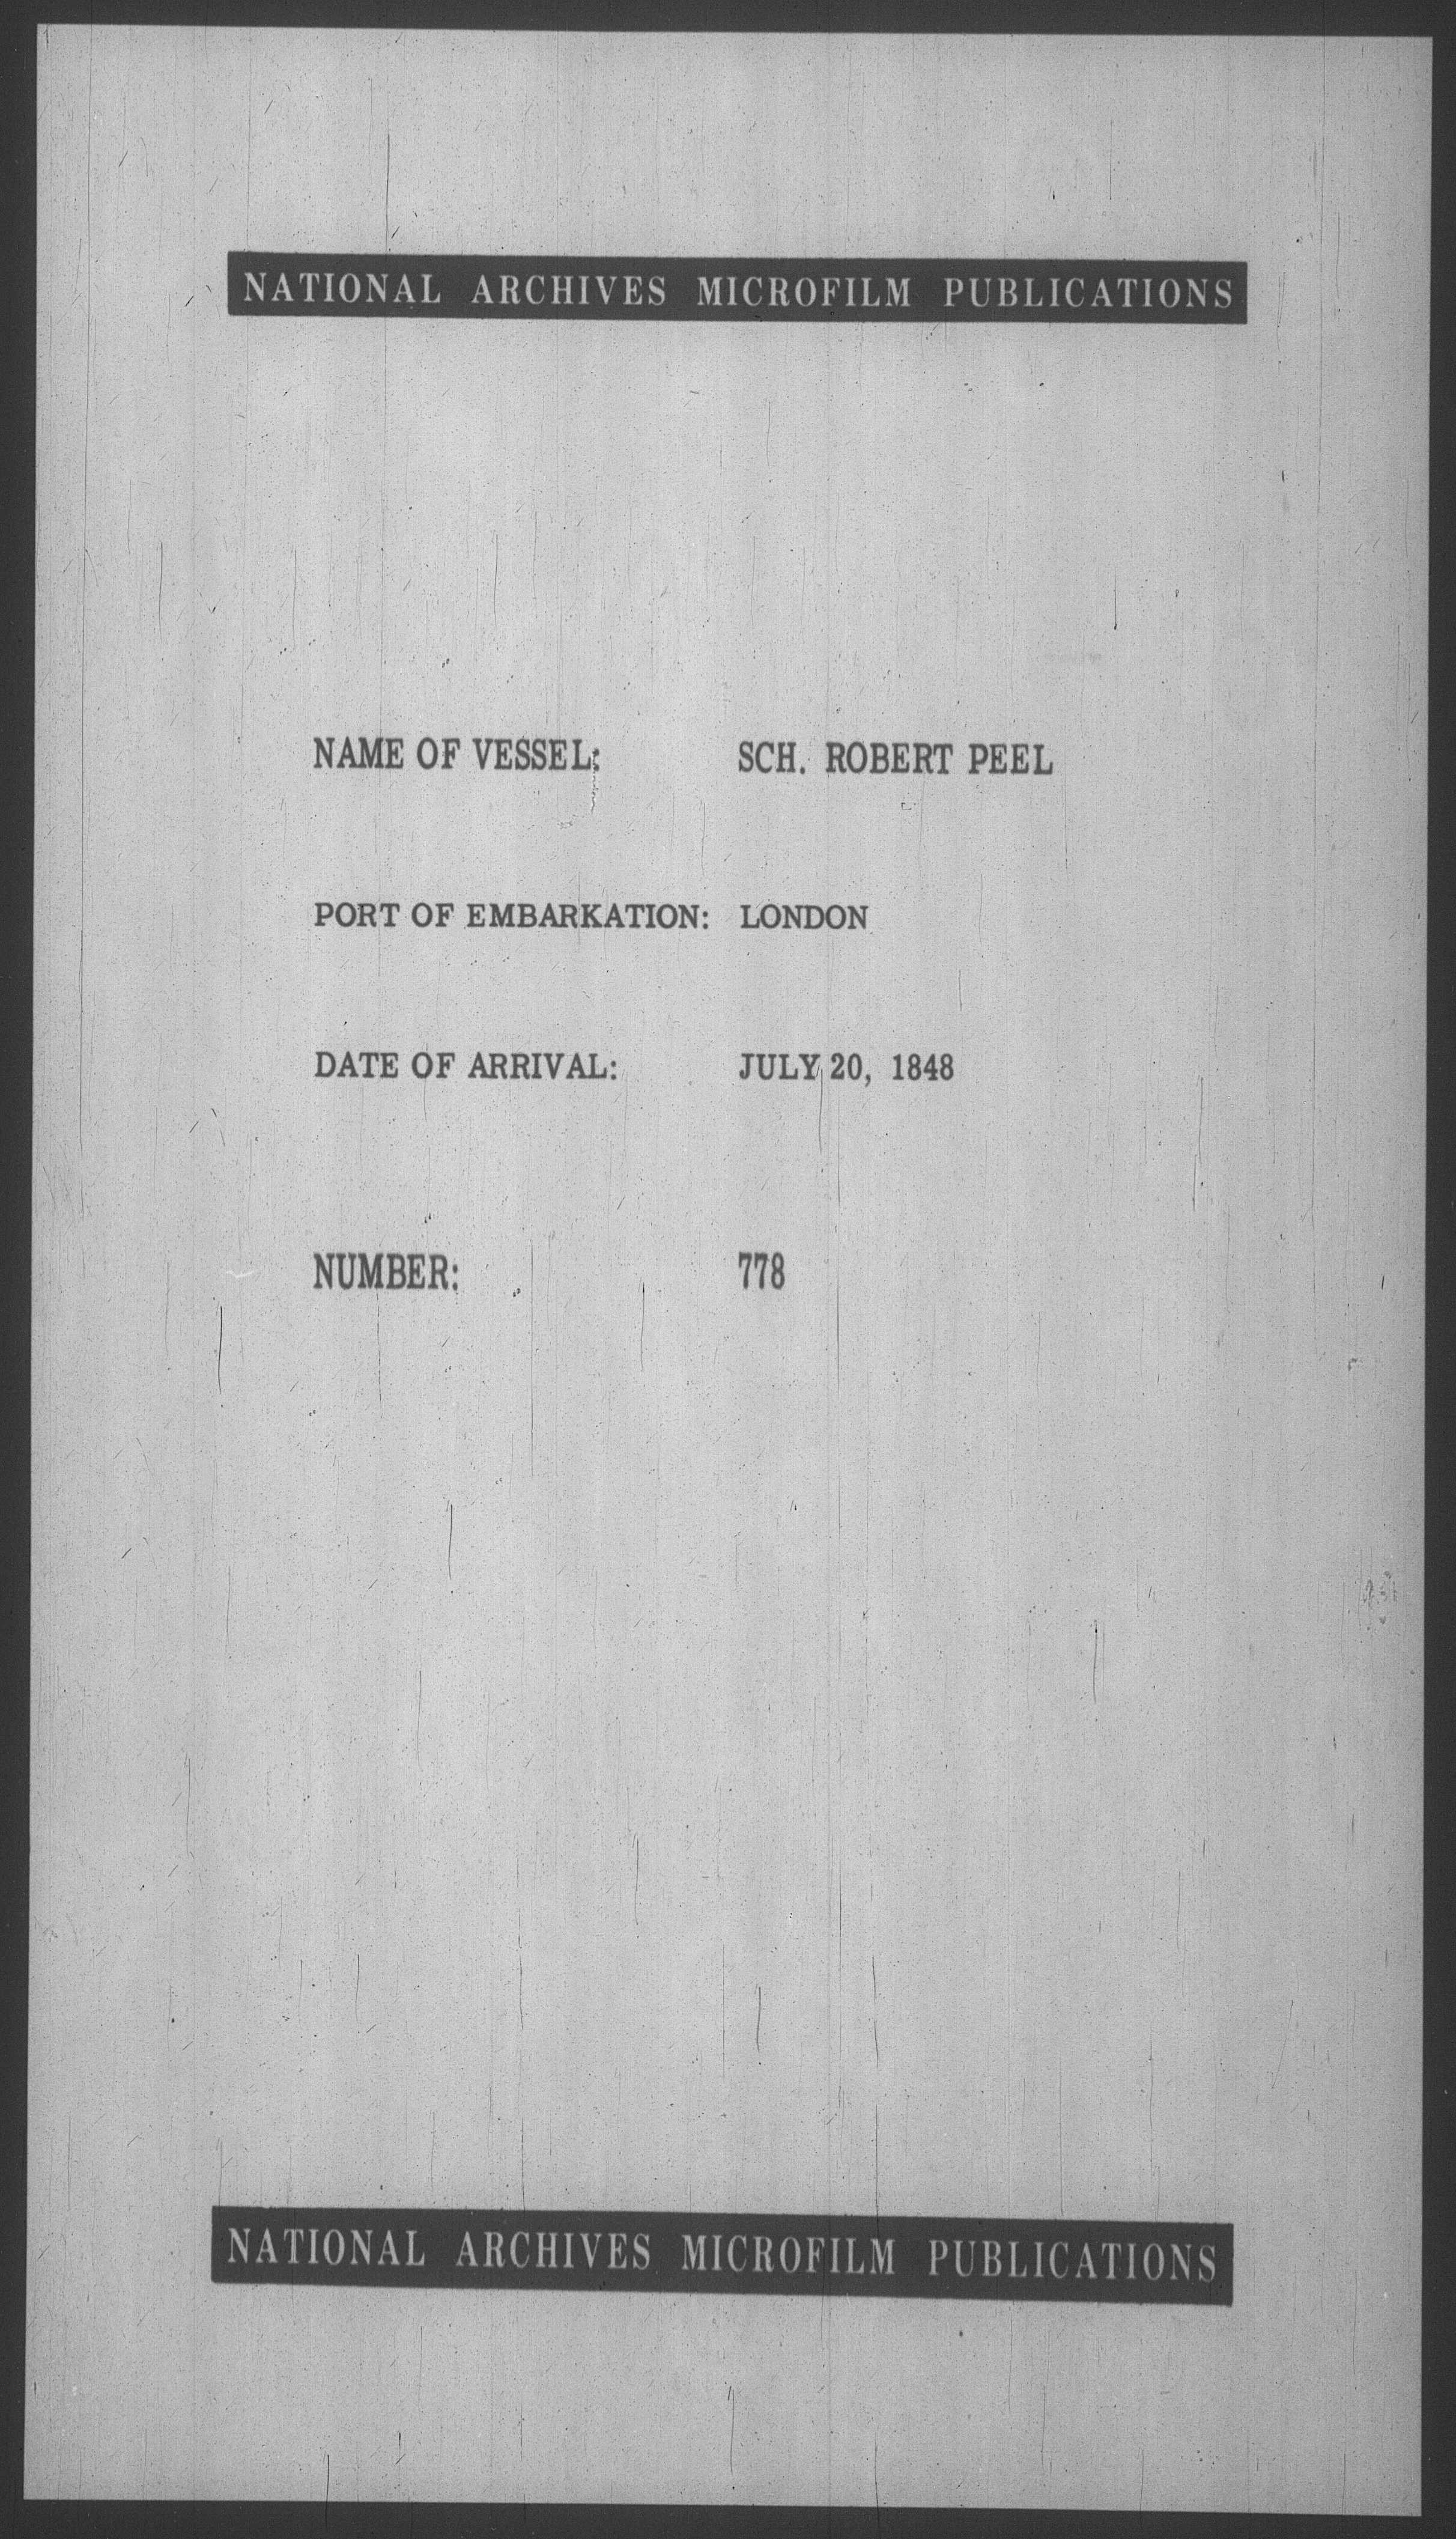 NATIONAL ARCHIVES MICROFILM PUBLICATIONS
NAME OF VESSEL: SCH. ROBERT PEEL
PORT OF EMBARKATION: LONDON
DATE OF ARRIVAL: JULY 20, 1848
NUMBER: 778
NATIONAL ARCHIVES MICROFILM PUBLICATIONS